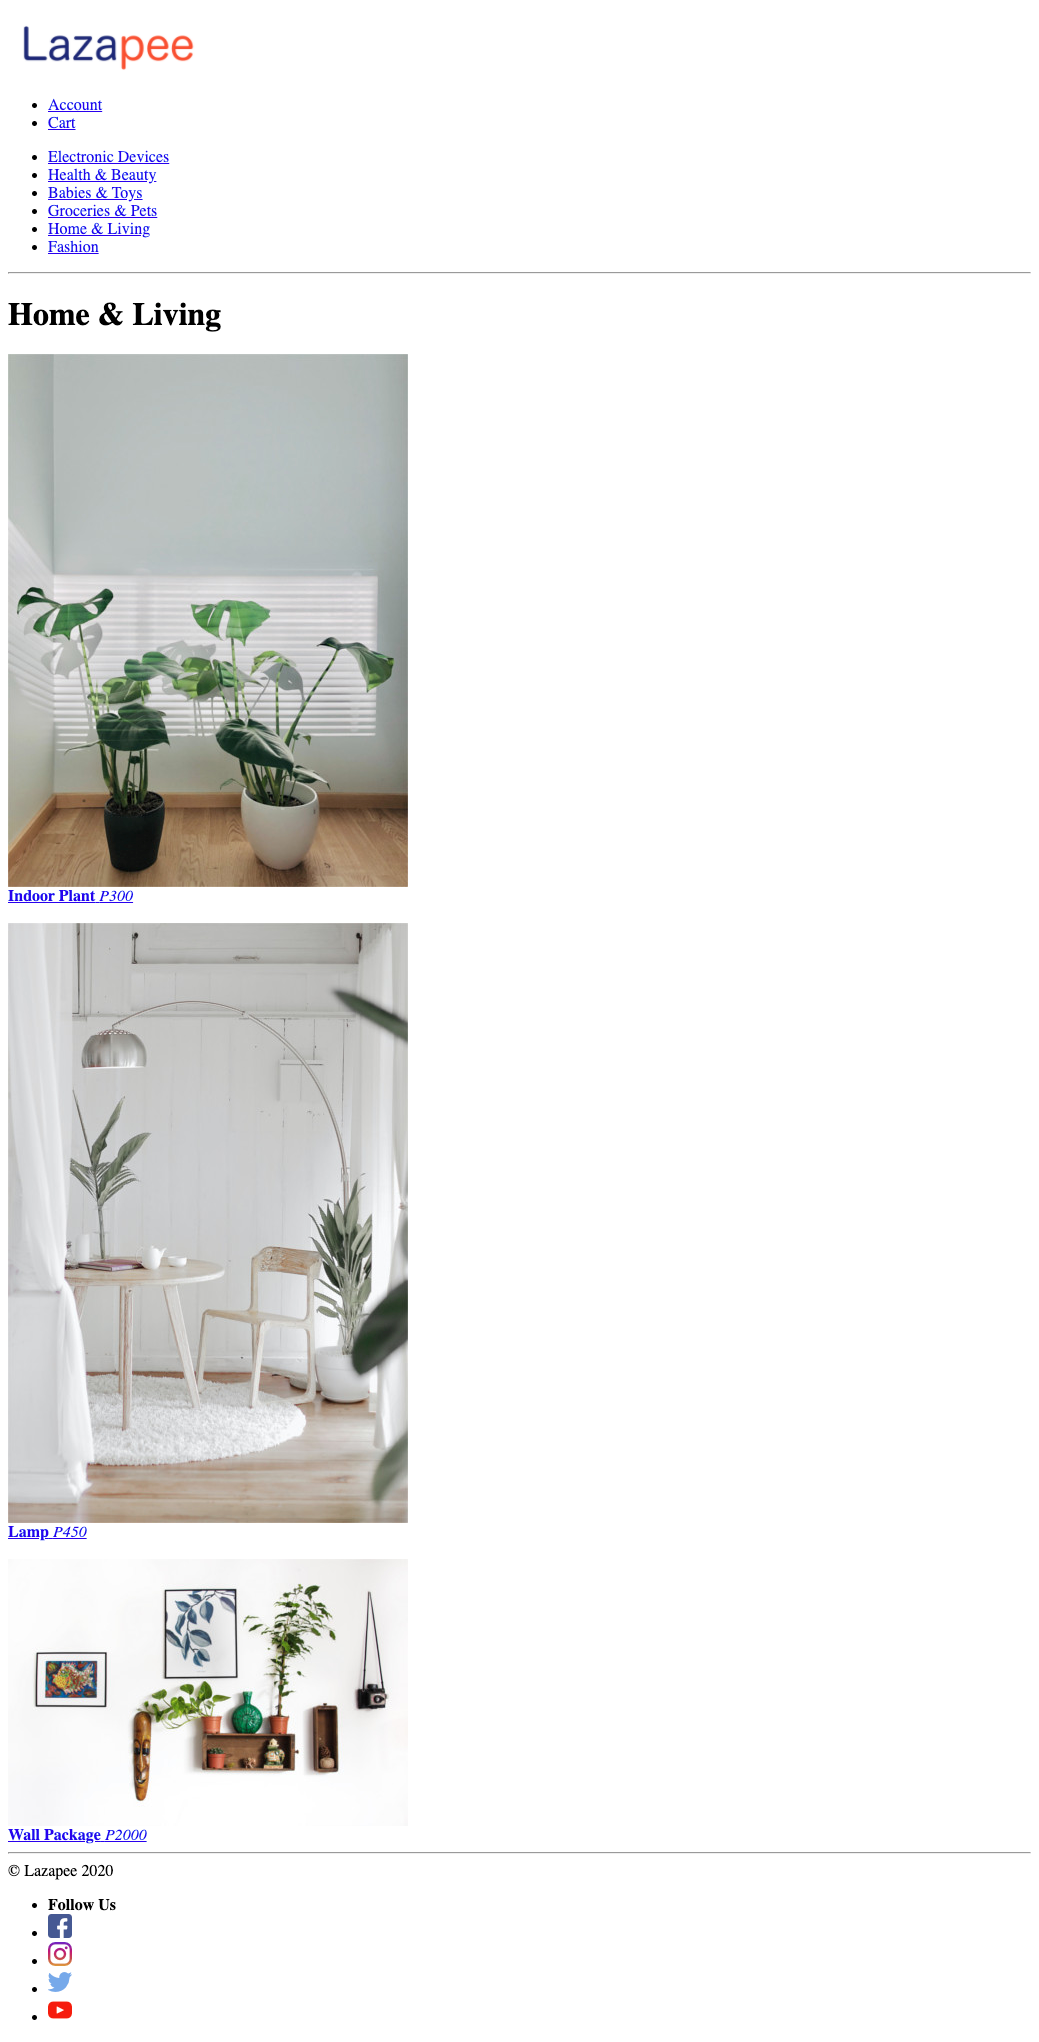 Lazapee
Account
Cart
Electronic Devices
Health & Beauty
Babies & Toys
Groceries & Pets
Home & Living
Fashion
Home & Living
Indoor Plant P300
Lamp P450
Wall Package P2000
© Lazapee 2020
Follow Us